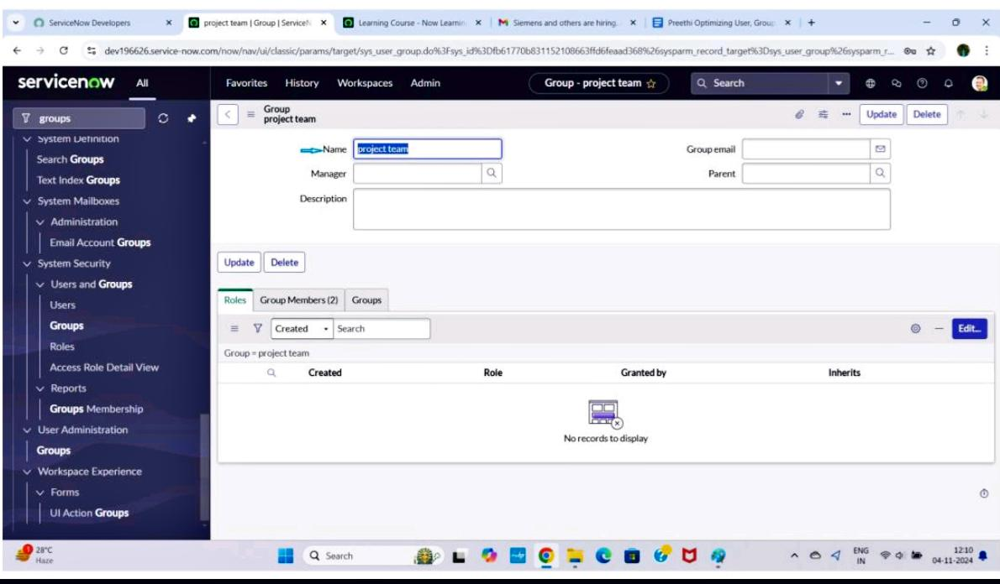 ServiceNow Developers
project team | Group | ServiceN
Learning Course - Now Learnin
Siemens and others are hiring.
Preethi Optimizing User, Group
dev196626.service-now.com/now/nav/ui/classic/params/target/sys_user_group.do%3Fsys_id%3Dfb61770b831152108663ffd6feaad368%26sysparm_record_target%3Dsys_user_group%26sysparm_r...
servicenow All Favorites History Workspaces Admin Group - project team Search
groups
System Definition
Search Groups
Text Index Groups
System Mailboxes
Administration
Email Account Groups
System Security
Users and Groups
Users
Groups
Roles
Access Role Detail View
Reports
Groups Membership
User Administration
Groups
Workspace Experience
Forms
UI Action Groups
Group
project team
Update Delete
Name project team
Group email
Manager
Parent
Description
Update Delete
Roles Group Members (2) Groups
Created Search Edit...
Group = project team
Created Role Granted by Inherits
No records to display
28°C
Haze
1
Search
ENG
IN
12:10
04-11-2024